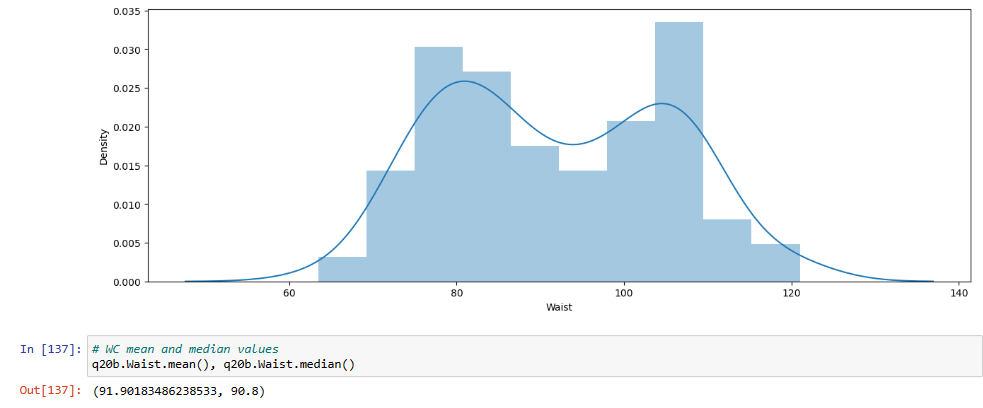 0.035
0.030
0.025
0.020
0.015
0.010
0.005
0.000
Density
60 80 100 120 140
Waist
In [137]: # WC mean and median values
q20b.Waist.mean(), q20b.Waist.median()
Out[137]: (91.90183486238533, 90.8)